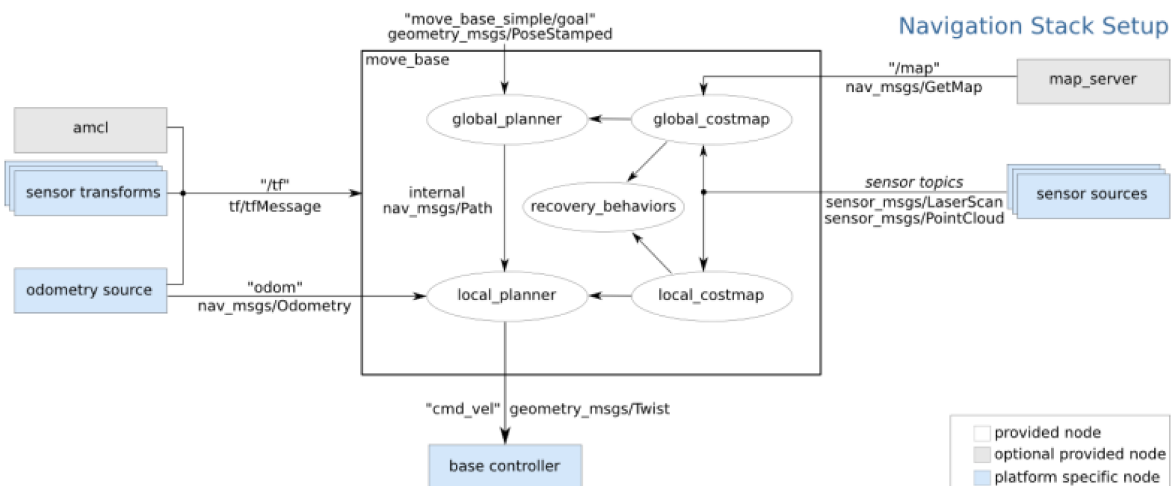 Navigation Stack Setup
"move_base_simple/goal"
geometry_msgs/PoseStamped
move_base
"/map"
nav_msgs/GetMap
map_server
amcl
global_planner
global_costmap
sensor transforms
"/tf"
tf/tfMessage
internal
nav_msgs/Path
recovery_behaviors
sensor topics
sensor_msgs/LaserScan
sensor_msgs/PointCloud
sensor sources
odometry source
"odom"
nav_msgs/Odometry
local_planner
local_costmap
"cmd_vel" geometry_msgs/Twist
base controller
provided node
optional provided node
platform specific node